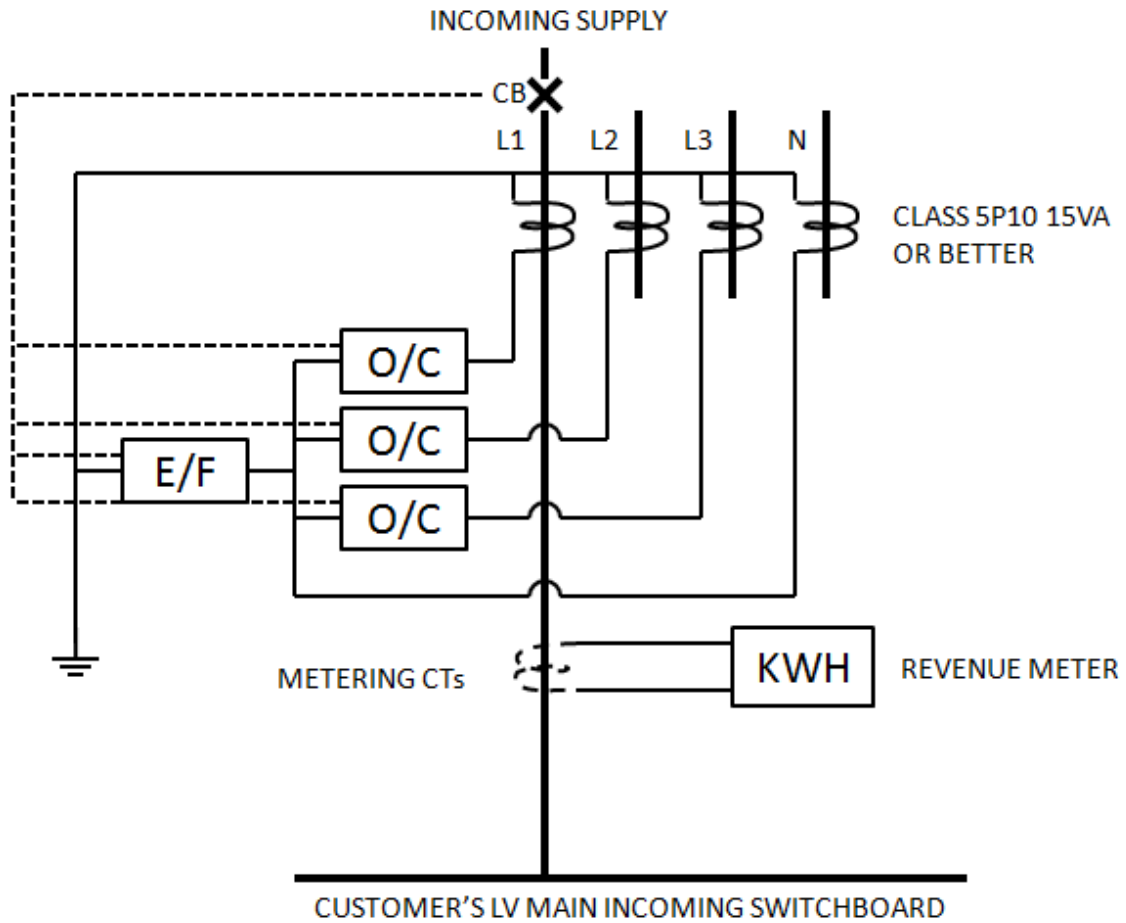 INCOMING SUPPLY
CB
L1
L2
L3
N
CLASS 5P10 15VA
OR BETTER
O/C
O/C
E/F
O/C
METERING CTs
KWH
REVENUE METER
CUSTOMER'S LV MAIN INCOMING SWITCHBOARD